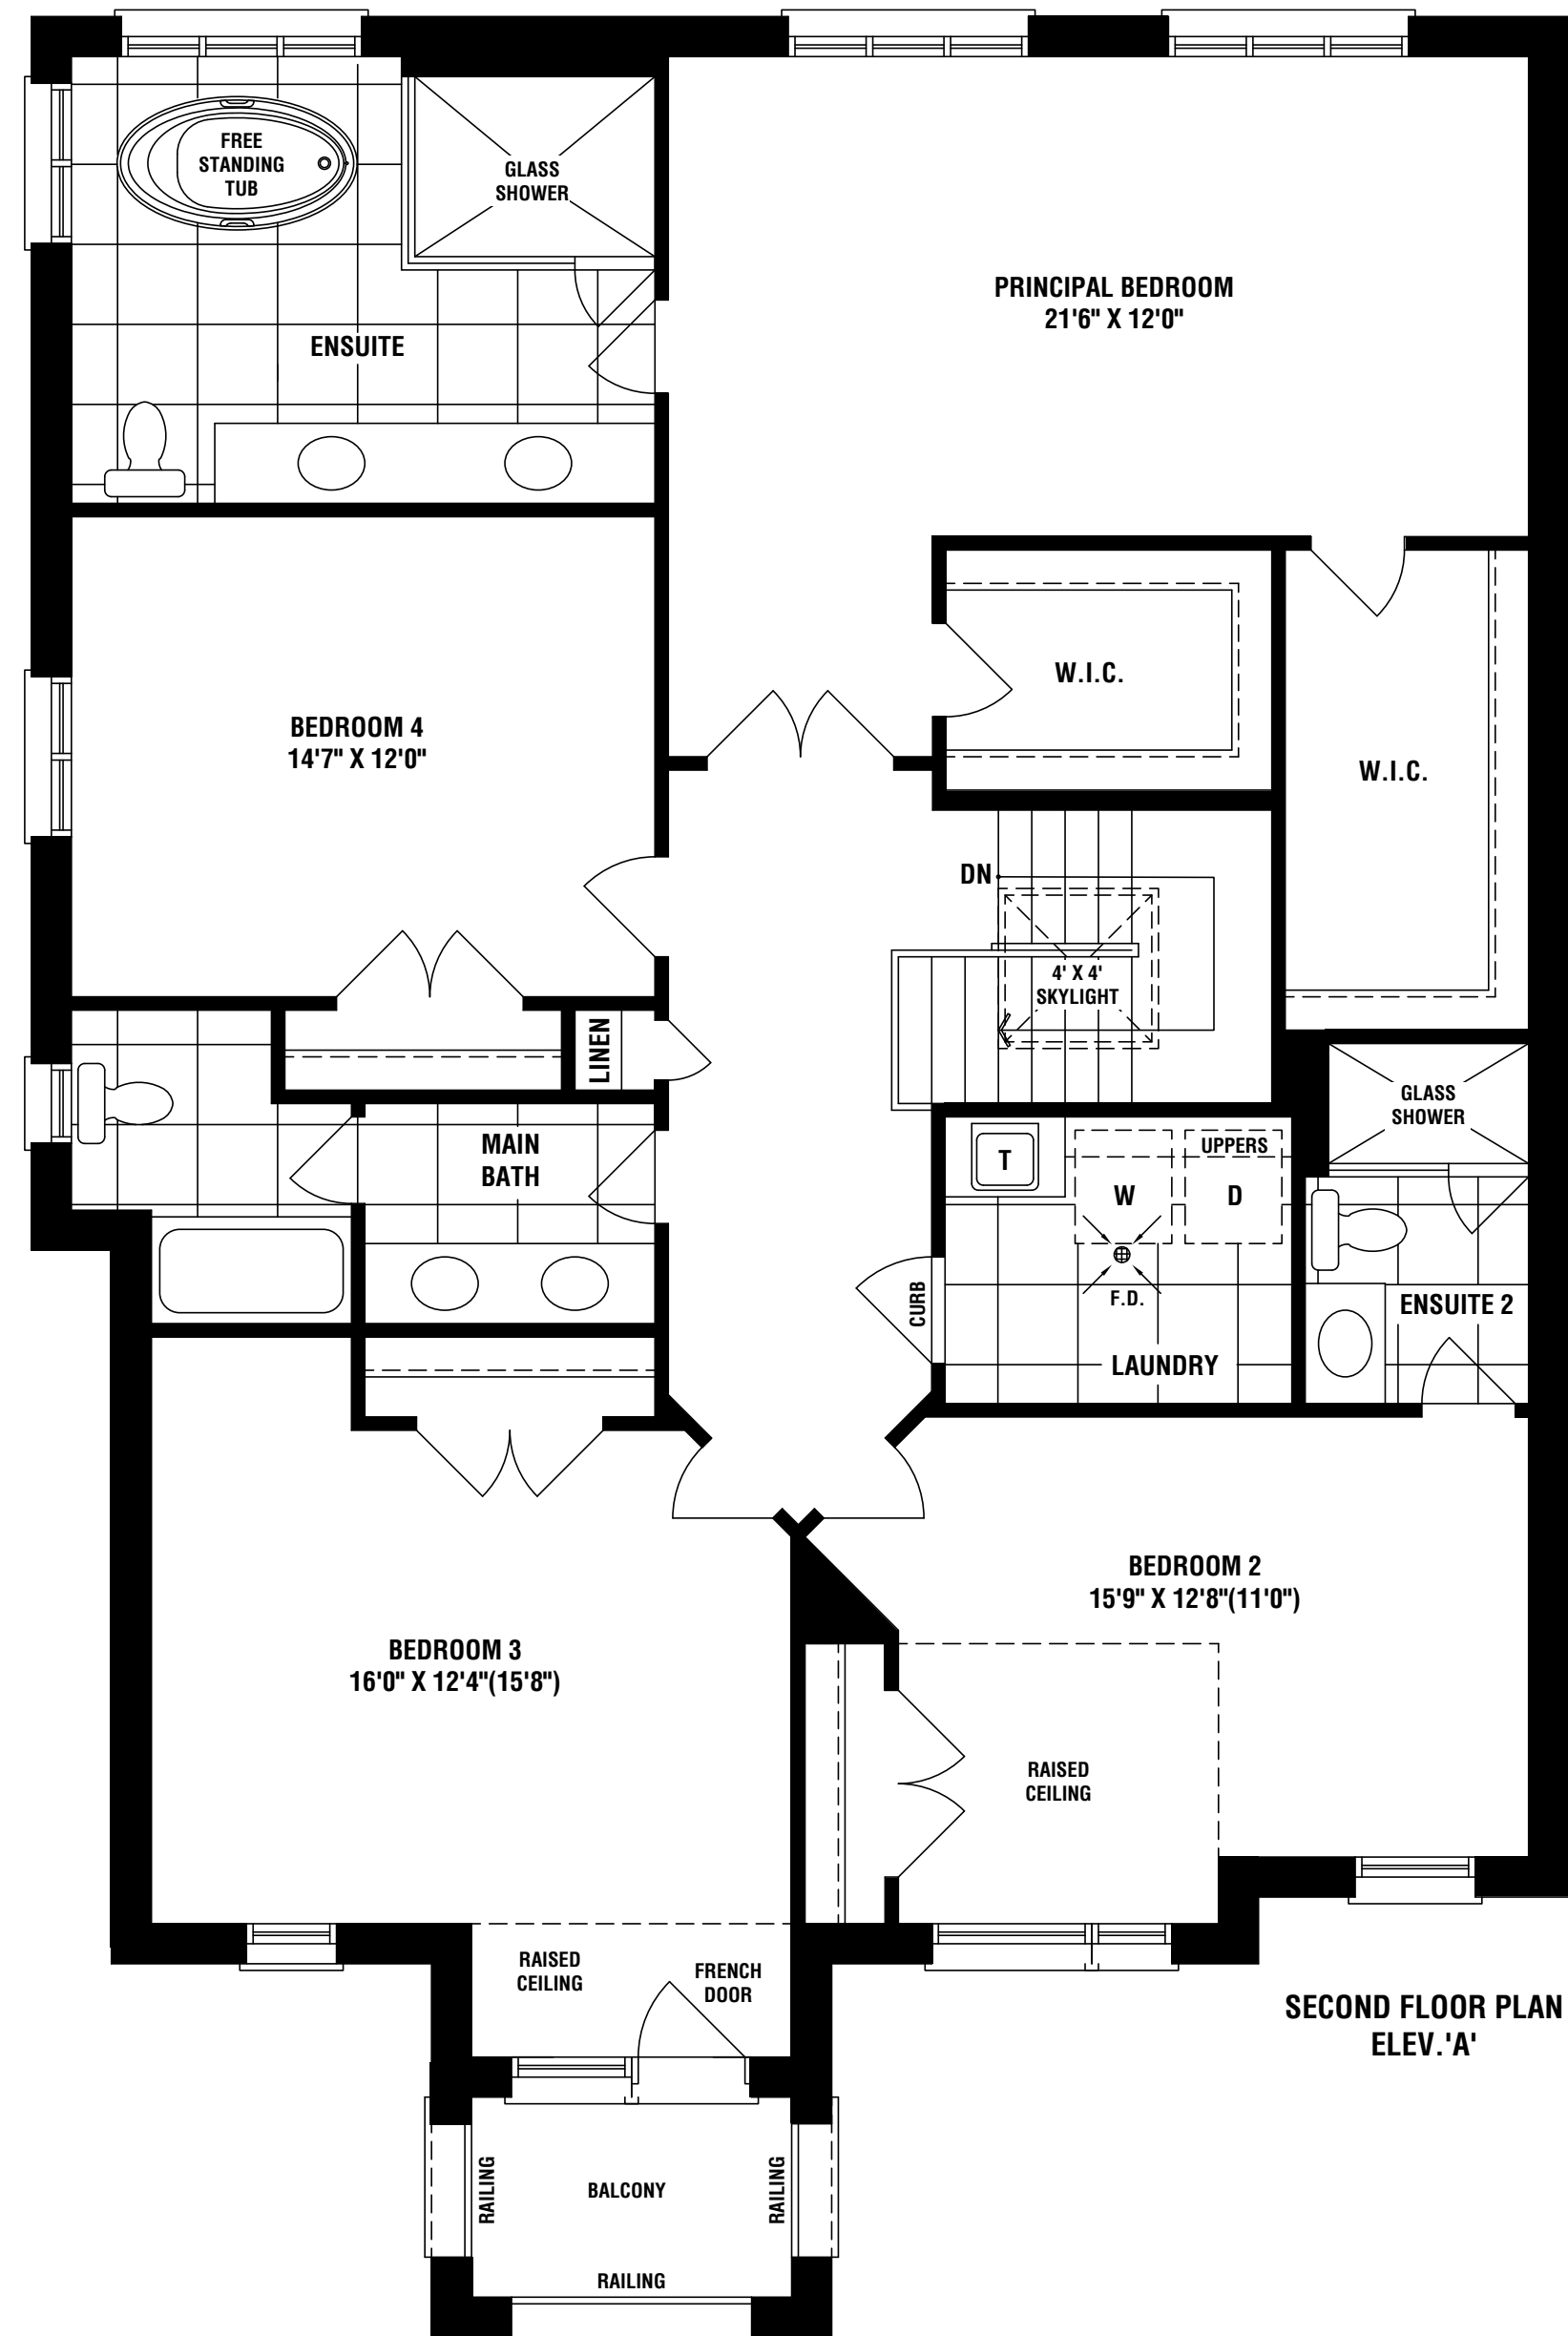 FREE
STANDING
TUB
GLASS
SHOWER
PRINCIPAL BEDROOM
21'6" X 12'0"
ENSUITE
W.I.C.
BEDROOM 4
14'7" X 12'0"
W.I.C.
DN
4' X 4'
SKYLIGHT
LINEN
GLASS
SHOWER
MAIN
BATH
T
UPPERS
W
D
CURB
F.D.
ENSUITE 2
LAUNDRY
BEDROOM 2
15'9" X 12'8"(11'0")
BEDROOM 3
16'0" X 12'4"(15'8")
RAISED
CEILING
RAISED
CEILING
FRENCH
DOOR
SECOND FLOOR PLAN
ELEV.'A'
RAILING
BALCONY
RAILING
RAILING